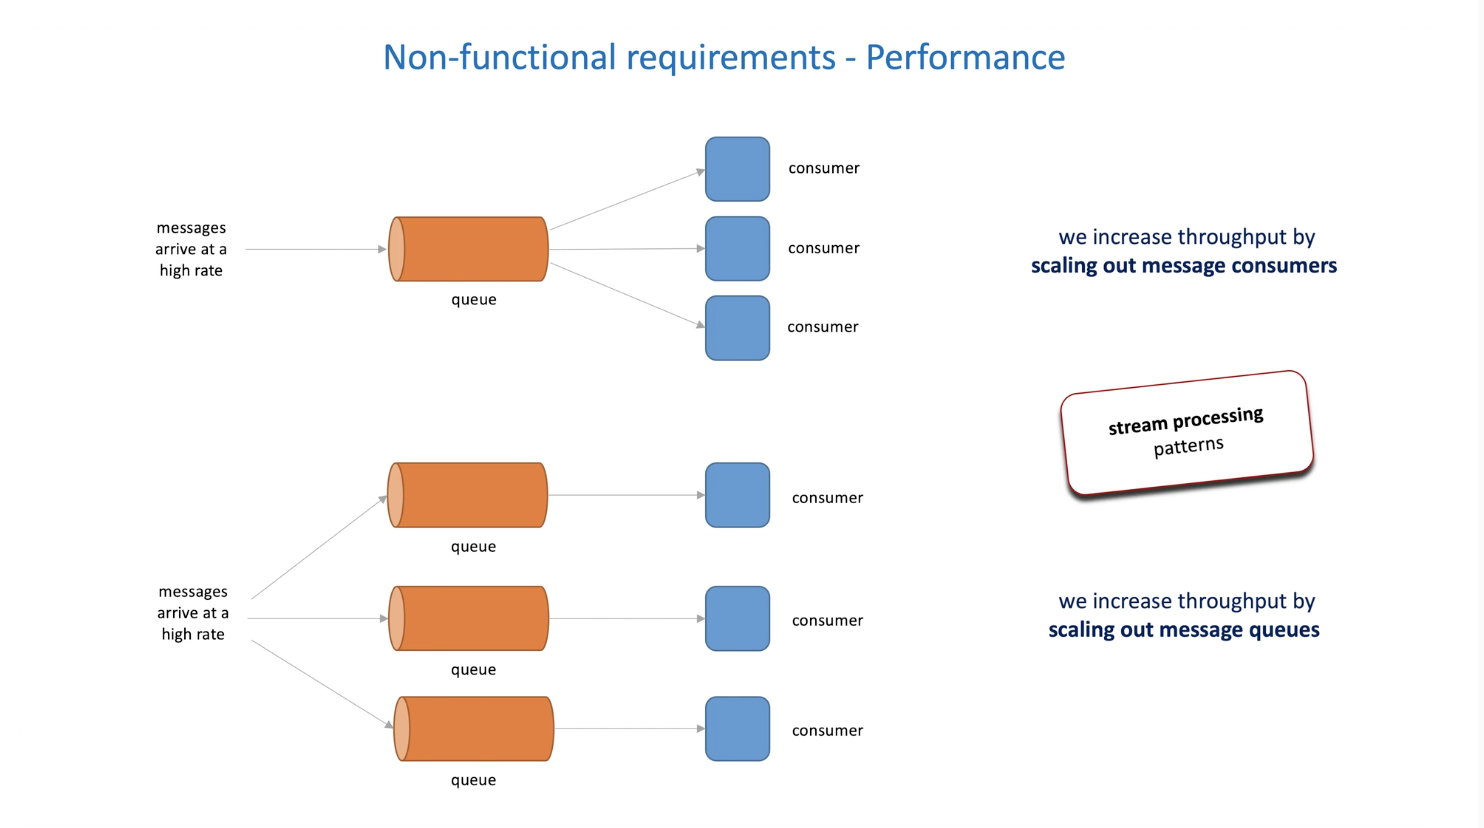 Non-functional requirements - Performance
messages
arrive at a
high rate
queue
consumer
consumer
consumer
we increase throughput by
scaling out message consumers
stream processing
patterns
messages
arrive at a
high rate
queue
queue
queue
consumer
consumer
consumer
we increase throughput by
scaling out message queues